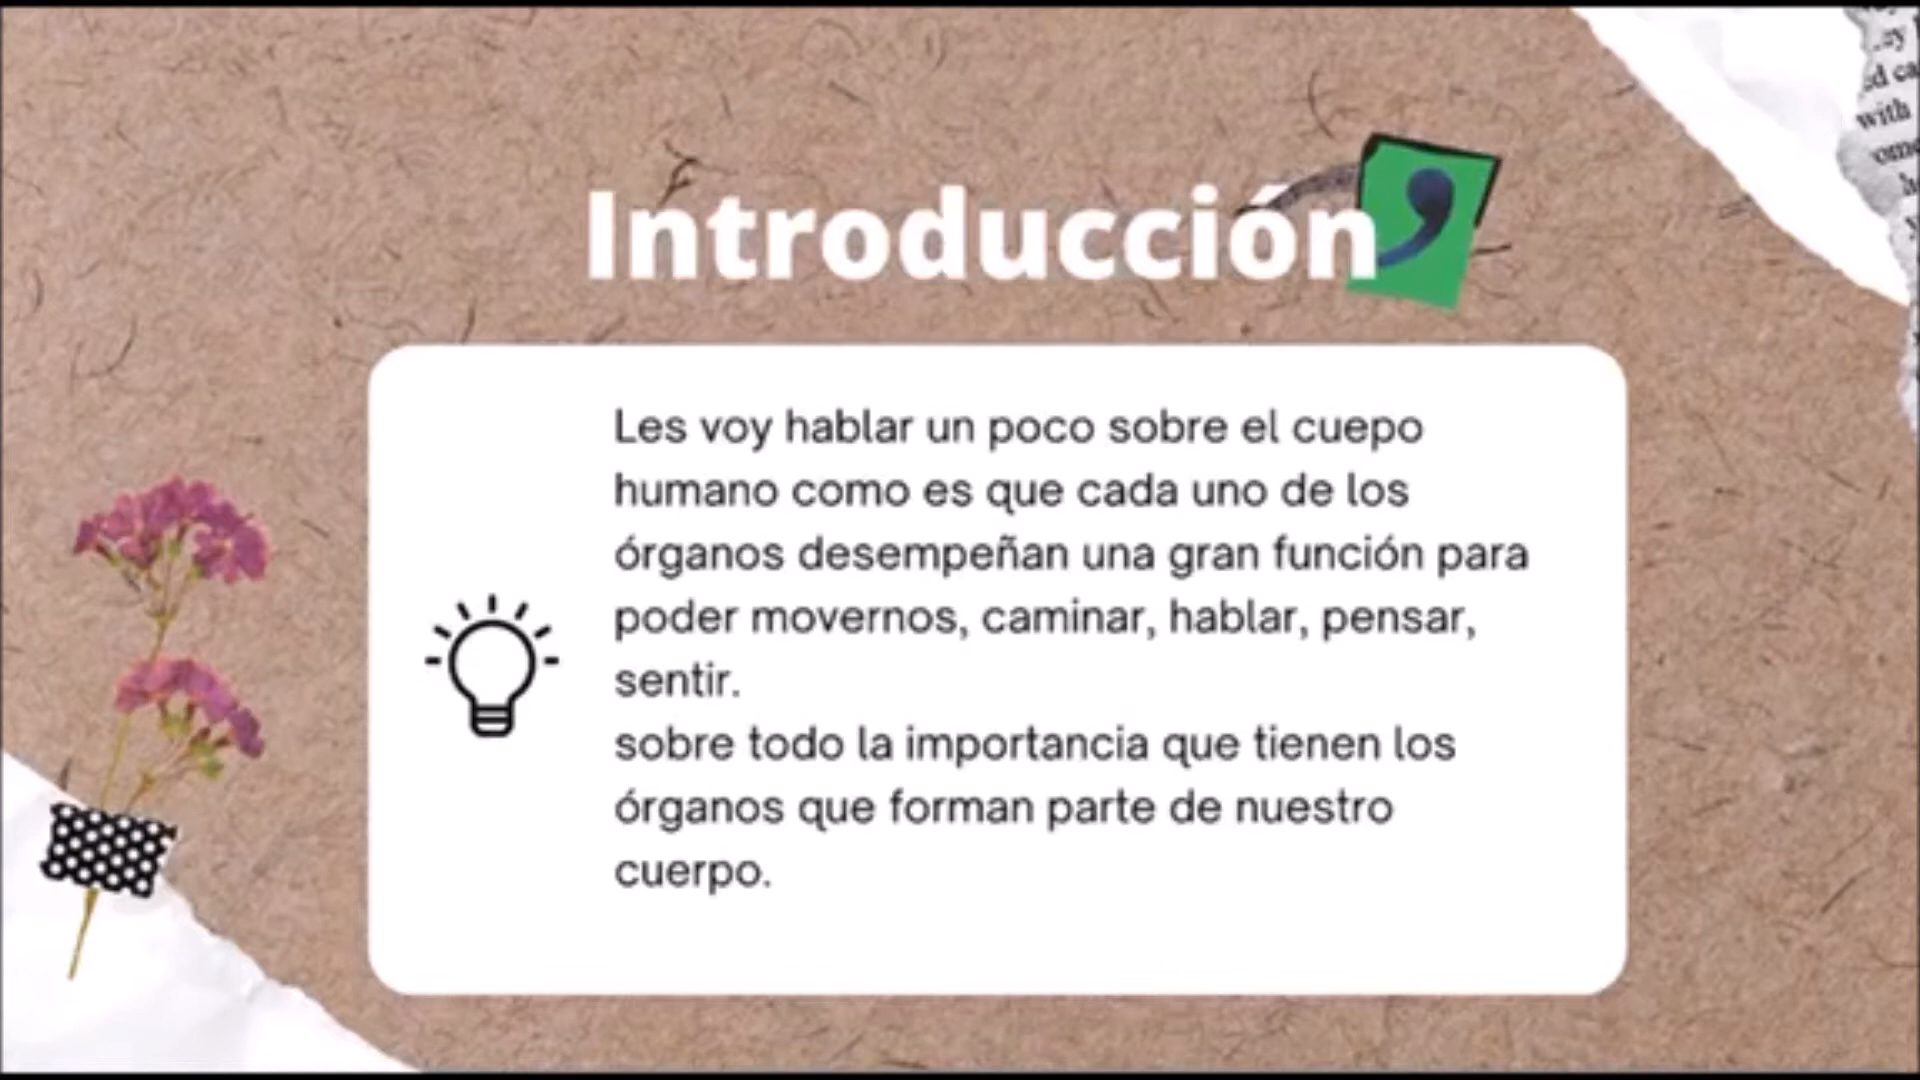 Introducción
Les voy hablar un poco sobre el cuepo
humano como es que cada uno de los
órganos desempeñan una gran función para
poder movernos, caminar, hablar, pensar,
sentir.
sobre todo la importancia que tienen los
órganos que forman parte de nuestro
cuerpo.
with